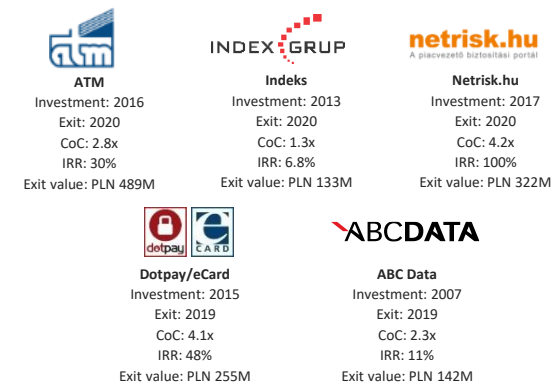 atm
INDEX GRUP
netrisk.hu
A piacvezető biztosítási portál
ATM
Investment: 2016
Exit: 2020
CoC: 2.8x
IRR: 30%
Exit value: PLN 489M
Indeks
Investment: 2013
Exit: 2020
CoC: 1.3x
IRR: 6.8%
Exit value: PLN 133M
Netrisk.hu
Investment: 2017
Exit: 2020
CoC: 4.2x
IRR: 100%
Exit value: PLN 322M
dotpay
e
CARD
ABCDATA
Dotpay/eCard
Investment: 2015
Exit: 2019
CoC: 4.1x
IRR: 48%
Exit value: PLN 255M
ABC Data
Investment: 2007
Exit: 2019
CoC: 2.3x
IRR: 11%
Exit value: PLN 142M